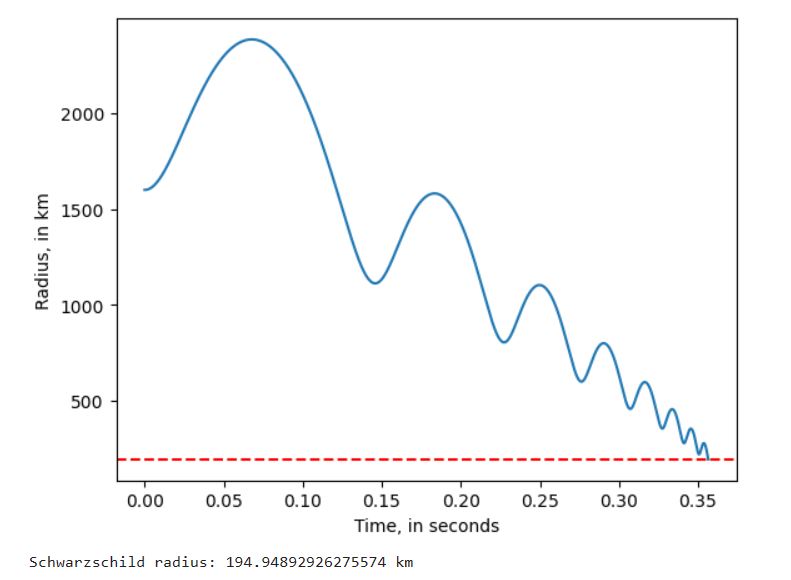 Radius, in km
2000
1500
1000
500
0.00 0.05 0.10 0.15 0.20 0.25 0.30 0.35
Time, in seconds
Schwarzschild radius: 194.94892926275574 km